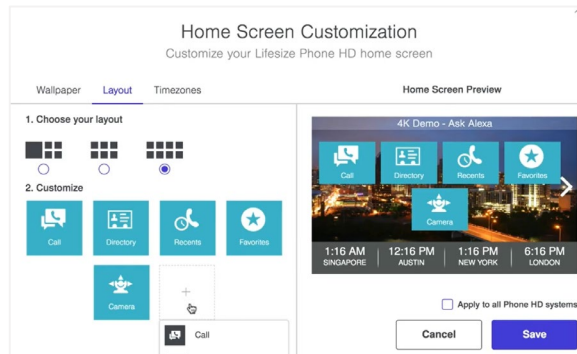 Home Screen Customization
Customize your Lifesize Phone HD home screen
Wallpaper Layout Timezones
Home Screen Preview
1. Choose your layout
2. Customize
Call Directory Recents Favorites
Camera +
Call
4K Demo - Ask Alexa
Call Directory Recents Favorites
Camera
1:16 AM 12:16 PM 1:16 PM 6:16 PM
SINGAPORE AUSTIN NEW YORK LONDON
Apply to all Phone HD systems
Cancel Save